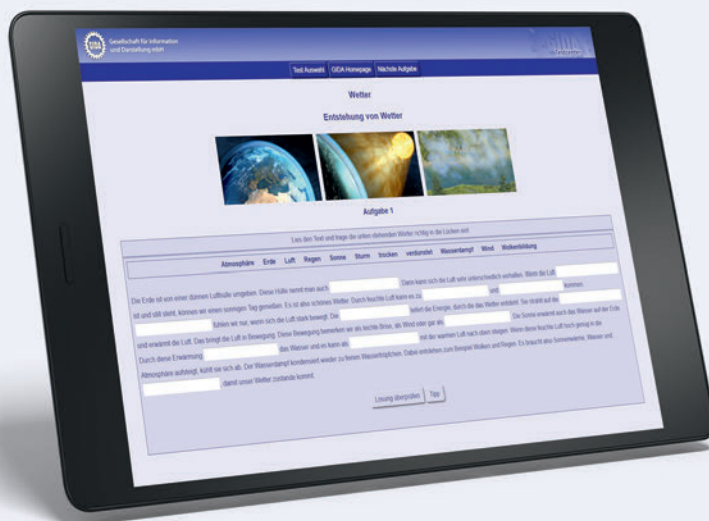 GIDA
Gesellschaft für Information
und Darstellung mbH
Test Auswahl GIDA Homepage Nächste Aufgabe
Wetter
Entstehung von Wetter
Aufgabe 1
Lies den Text und trage die unten stehenden Wörter richtig in die Lücken ein!
Atmosphäre Erde Luft Regen Sonne Sturm trocken verdunstet Wasserdampf Wind Wolkenbildung
Die Erde ist von einer dünnen Lufthülle umgeben. Diese Hülle nennt man auch . Darin kann sich die Luft sehr unterschiedlich verhalten. Wenn die Luft
ist und still steht, können wir einen sonnigen Tag genießen. Es ist also schönes Wetter. Durch feuchte Luft kann es zu und kommen.
fühlen wir nur, wenn sich die Luft stark bewegt. Die liefert die Energie, durch die das Wetter entsteht. Sie strahlt auf die
und erwärmt die Luft. Das bringt die Luft in Bewegung. Diese Bewegung bemerken wir als leichte Brise, als Wind oder gar als . Die Sonne erwärmt auch das Wasser auf der Erde.
Durch diese Erwärmung das Wasser und es kann als mit der warmen Luft nach oben steigen. Wenn diese feuchte Luft hoch genug in die
Atmosphäre aufsteigt, kühlt sie sich ab. Der Wasserdampf kondensiert wieder zu feinen Wassertröpfchen. Dabei entstehen zum Beispiel Wolken und Regen. Es braucht also Sonnenwärme, Wasser und
damit unser Wetter zustande kommt.
Lösung überprüfen Tipp